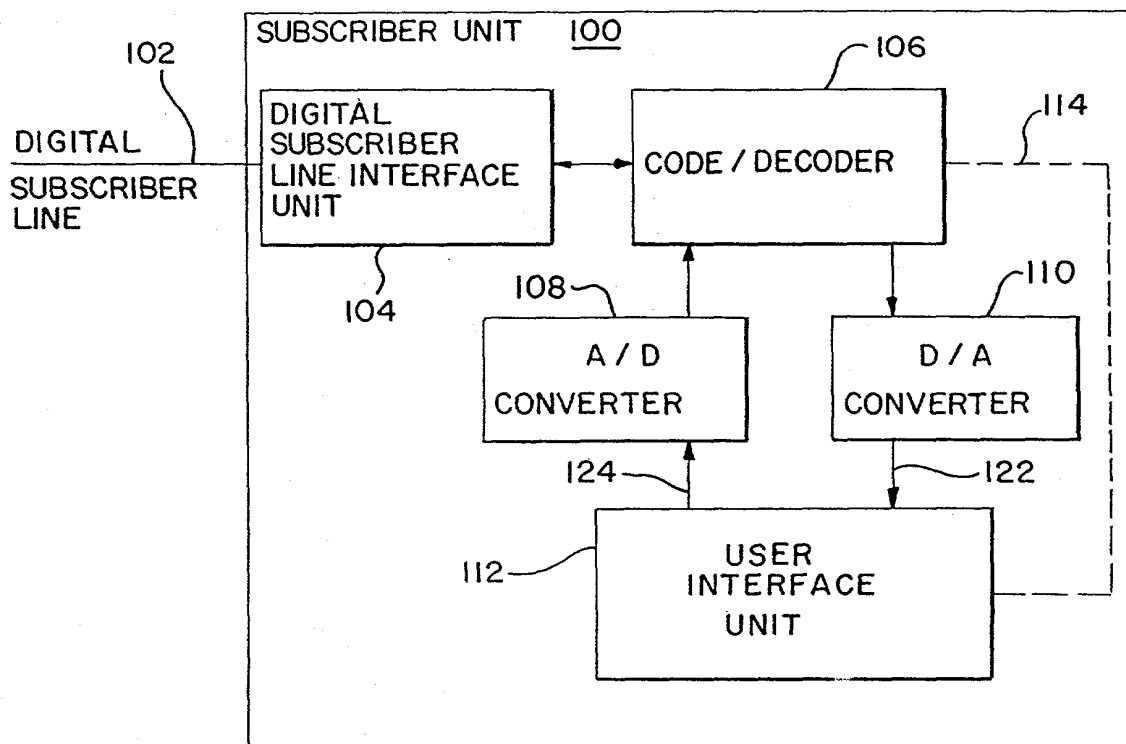 SUBSCRIBER UNIT 100
102
106
114
DIGITAL
SUBSCRIBER
LINE
DIGITAL
SUBSCRIBER
LINE INTERFACE
UNIT
CODE / DECODER
104
108
110
A / D
CONVERTER
D / A
CONVERTER
124
122
112
USER
INTERFACE
UNIT